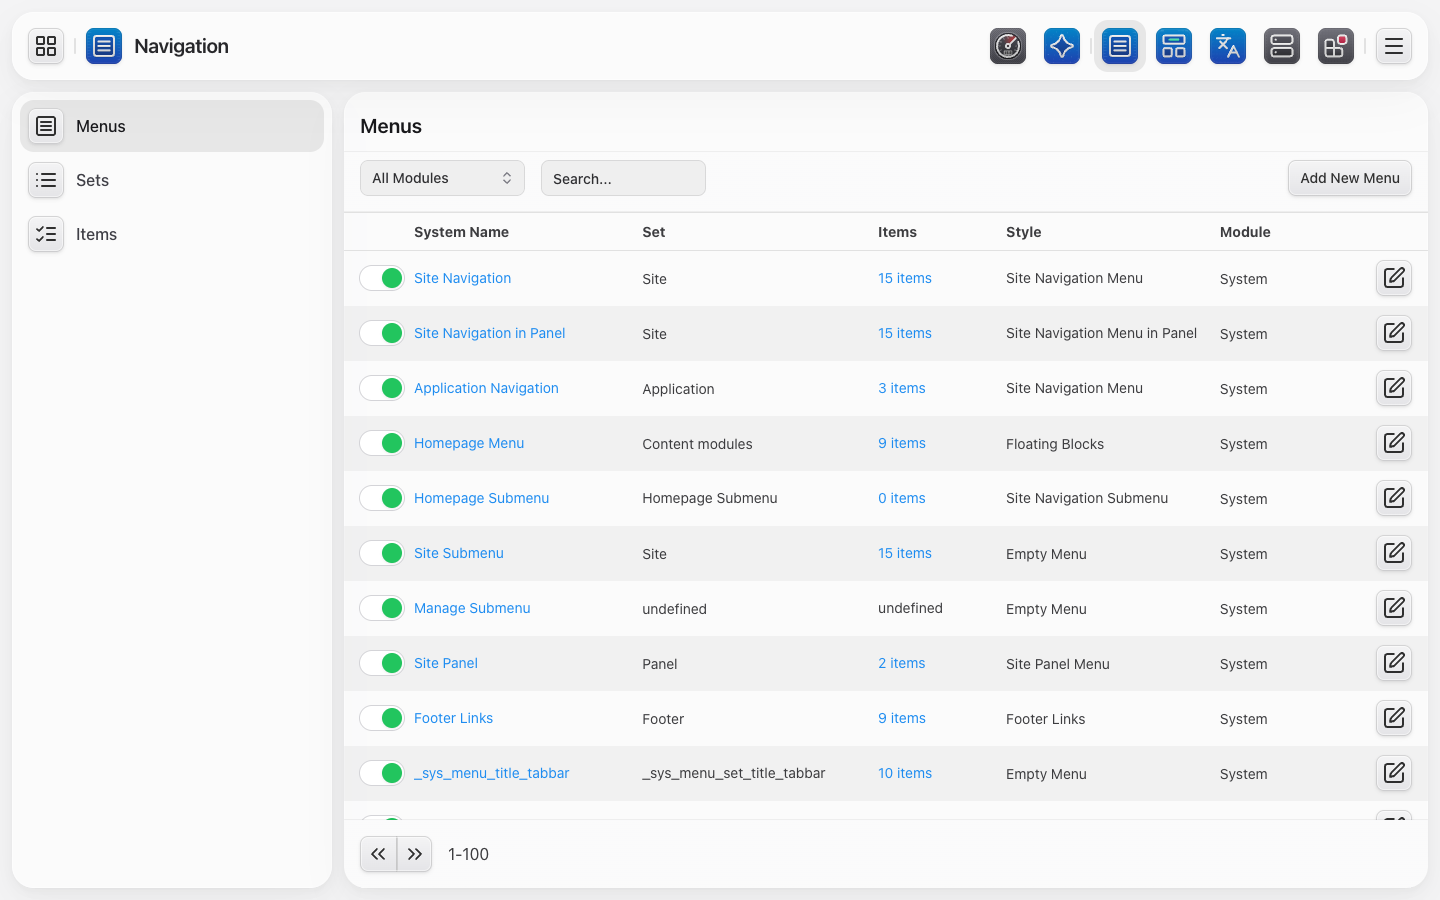 Navigation
Menus
Sets
Items
Menus
All Modules Search... Add New Menu
System Name Set Items Style Module
Site Navigation Site 15 items Site Navigation Menu System
Site Navigation in Panel Site 15 items Site Navigation Menu in Panel System
Application Navigation Application 3 items Site Navigation Menu System
Homepage Menu Content modules 9 items Floating Blocks System
Homepage Submenu Homepage Submenu 0 items Site Navigation Submenu System
Site Submenu Site 15 items Empty Menu System
Manage Submenu undefined undefined Empty Menu System
Site Panel Panel 2 items Site Panel Menu System
Footer Links Footer 9 items Footer Links System
_sys_menu_title_tabbar _sys_menu_set_title_tabbar 10 items Empty Menu System
1-100